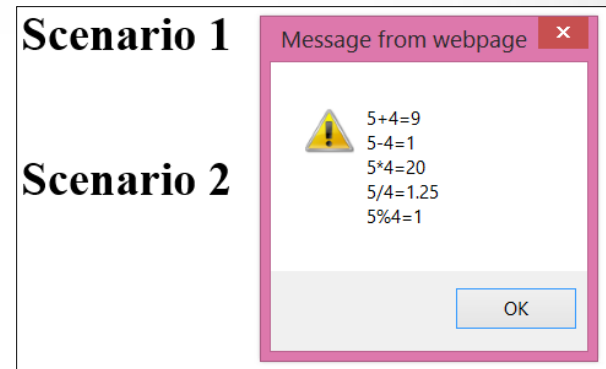 Scenario 1
Scenario 2
Message from webpage
5+4=9
5-4=1
5*4=20
5/4=1.25
5%4=1
OK